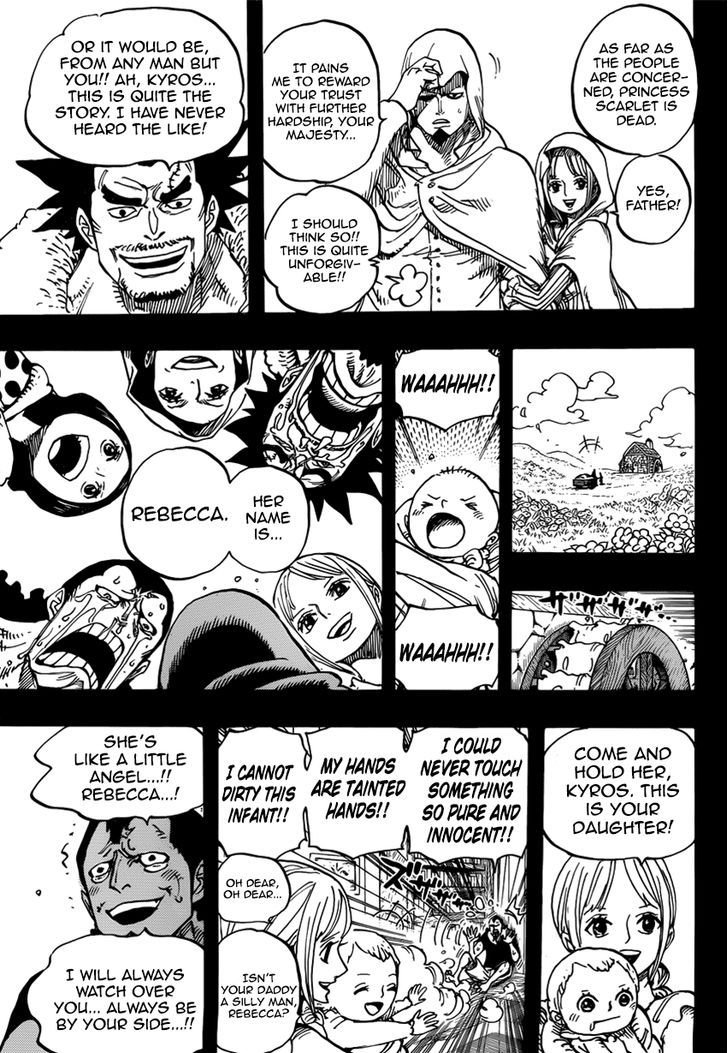 AS FAR AS
THE PEOPLE
ARE CONCER-
NED, PRINCESS
SCARLET IS
DEAD.
YES,
FATHER!
IT PAINS
ME TO REWARD
YOUR TRUST
WITH FURTHER
HARDSHIP, YOUR
MAJESTY...
I SHOULD
THINK SO!!
THIS IS QUITE
UNFORGIV-
ABLE!!
OR IT WOULD BE,
FROM ANY MAN BUT
YOU!! AH, KYROS...
THIS IS QUITE THE
STORY. I HAVE NEVER
HEARD THE LIKE!
WAAAHHH!!
WAAAHHH!!
HER
NAME
IS...
REBECCA.
COME AND
HOLD HER,
KYROS. THIS
IS YOUR
DAUGHTER!
I COULD
NEVER TOUCH
SOMETHING
SO PURE AND
INNOCENT!!
MY HANDS
ARE TAINTED
HANDS!!
I CANNOT
DIRTY THIS
INFANT!!
OH DEAR,
OH DEAR...
ISN'T
YOUR DADDY
A SILLY MAN,
REBECCA?
SHE'S
LIKE A LITTLE
ANGEL...!!
REBECCA...!
I WILL ALWAYS
WATCH OVER
YOU... ALWAYS BE
BY YOUR SIDE...!!